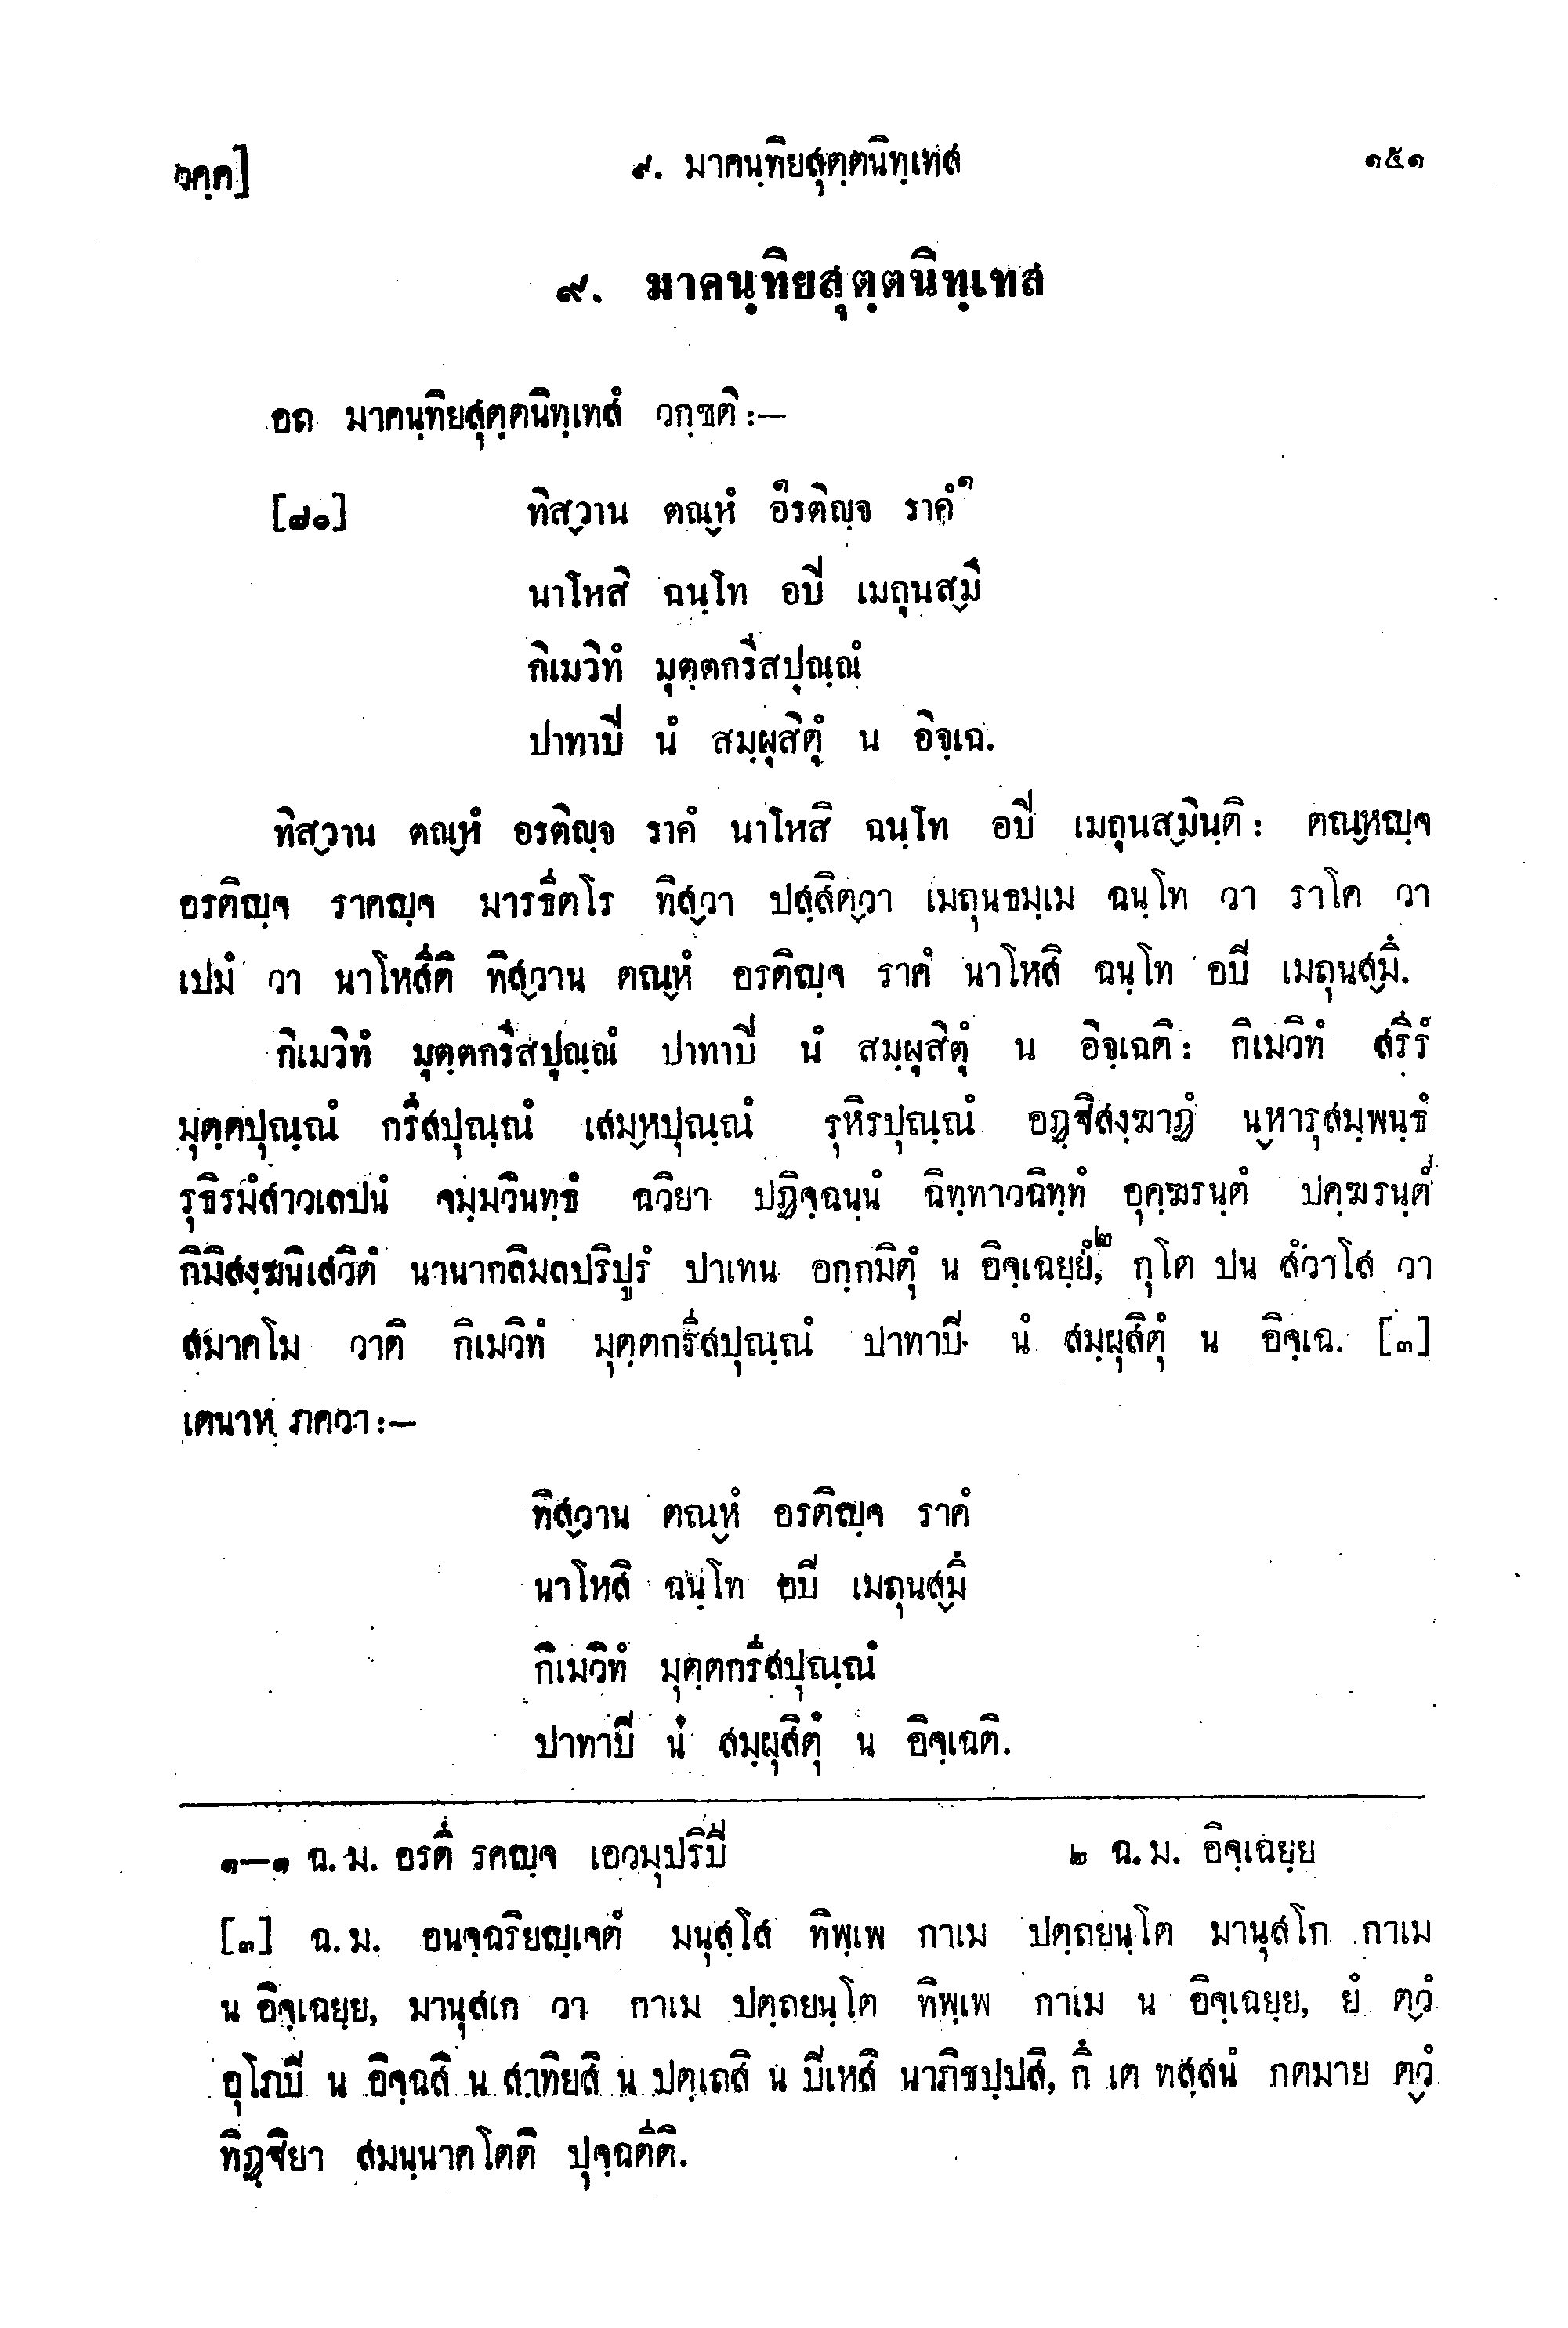 วคฺค]
๙. มาคนฺทิยสุตฺตนิทฺเทส
๑๕๑
๙. มาคนฺทิยสุตฺตนิทฺเทส
อถ มาคนฺทิยสุตฺตนิทฺเทสํ วกฺขติ :—
[๘๐] ทิสฺวาน ตณฺหํ ๑อรติญฺจ ราคํ๑
นาโหสิ ฉนฺโท อปิ เมถุนสฺมึ
กิเมวิทํ มุตฺตกรีสปุณฺณํ
ปาทาปิ นํ สมฺผุสิตุํ น อิจฺเฉ.
ทิสฺวาน ตณฺหํ อรติญฺจ ราคํ นาโหสิ ฉนฺโท อปิ เมถุนสฺมินฺติ : ตณฺหญฺจ
อรติญฺจ ราคญฺจ มารธีตโร ทิสฺวา ปสฺสิตฺวา เมถุนธมฺเม ฉนฺโท วา ราโค วา
เปมํ วา นาโหสีติ ทิสฺวาน ตณฺหํ อรติญฺจ ราคํ นาโหสิ ฉนฺโท อปิ เมถุนสฺมึ.
กิเมวิทํ มุตฺตกรีสปุณฺณํ ปาทาปิ นํ สมฺผุสิตุํ น อิจฺเฉติ : กิเมวิทํ สรีรํ
มุตฺตปุณฺณํ กรีสปุณฺณํ เสมฺหปุณฺณํ รุหิรปุณฺณํ อฏฺฐิสงฺฆาฏํ นฺหารุสมฺพนฺธํ
รุธิรมํสาวเลปนํ จมฺมวินทฺธํ ฉวิยา ปฏิจฺฉนฺนํ ฉิทฺทาวฉิทฺทํ อุคฺฆรนฺตํ ปคฺฆรนฺตํ
กิมิสงฺฆนิเสวิตํ นานากลิมลปริปูรํ ปาเทน อกฺกมิตุํ น อิจฺเฉยฺยํ,๒ กุโต ปน สํวาโส วา
สมาคโม วาติ กิเมวิทํ มุตฺตกรีสปุณฺณํ ปาทาปิ นํ สมฺผุสิตุํ น อิจฺเฉ. [๓]
เตนาห ภควา :—
ทิสฺวาน ตณฺหํ อรติญฺจ ราคํ
นาโหสิ ฉนฺโท อปิ เมถุนสฺมึ
กิเมวิทํ มุตฺตกรีสปุณฺณํ
ปาทาปิ นํ สมฺผุสิตุํ น อิจฺเฉติ.
๑—๑ ฉ. ม. อรตึ รคญฺจ เอวมุปริปิ ๒ ฉ. ม. อิจฺเฉยฺย
[๓] ฉ. ม. อนจฺฉริยญฺเจตํ มนุสฺโส ทิพฺเพ กาเม ปตฺถยนฺโต มานุสโก กาเม
น อิจฺเฉยฺย, มานุสเก วา กาเม ปตฺถยนฺโต ทิพฺเพ กาเม น อิจฺเฉยฺย, ยํ ตฺวํ
อุโภปิ น อิจฺฉสิ น สาทิยสิ น ปตฺเถสิ น ปิเหสิ นาภิชปฺปสิ, กึ เต ทสฺสนํ กตมาย ตฺวํ
ทิฏฺฐิยา สมนฺนาคโตติ ปุจฺฉตีติ.